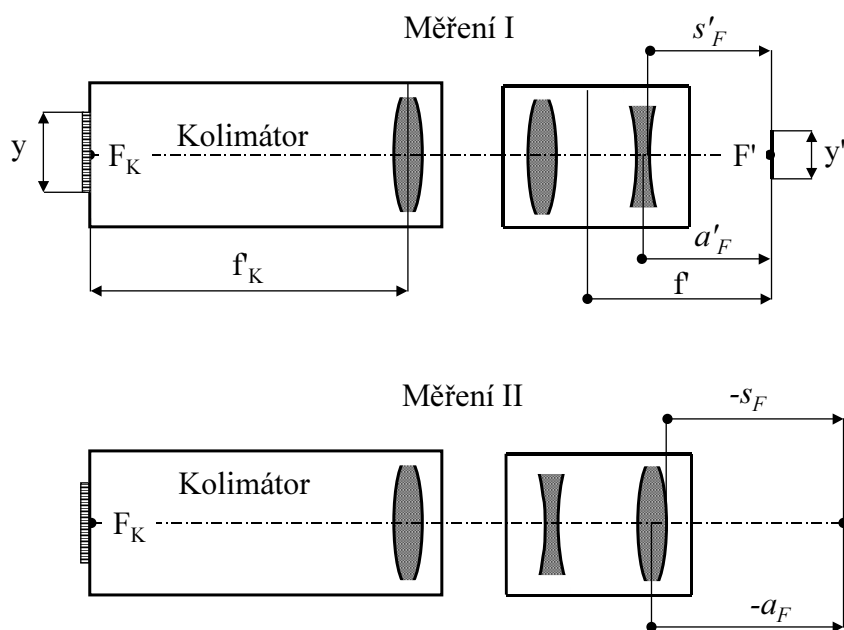 Měření I
s'F
y
Kolimátor
FK
F'
y'
a'F
f'K
f'
Měření II
-sF
Kolimátor
FK
-aF